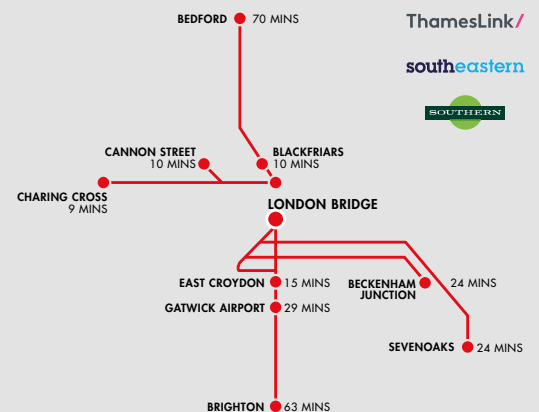 BEDFORD 70 MINS
ThamesLink/
southeastern
SOUTHERN
CANNON STREET
10 MINS
BLACKFRIARS
10 MINS
CHARING CROSS
9 MINS
LONDON BRIDGE
EAST CROYDON 15 MINS
BECKENHAM
JUNCTION
24 MINS
GATWICK AIRPORT 29 MINS
SEVENOAKS 24 MINS
BRIGHTON 63 MINS